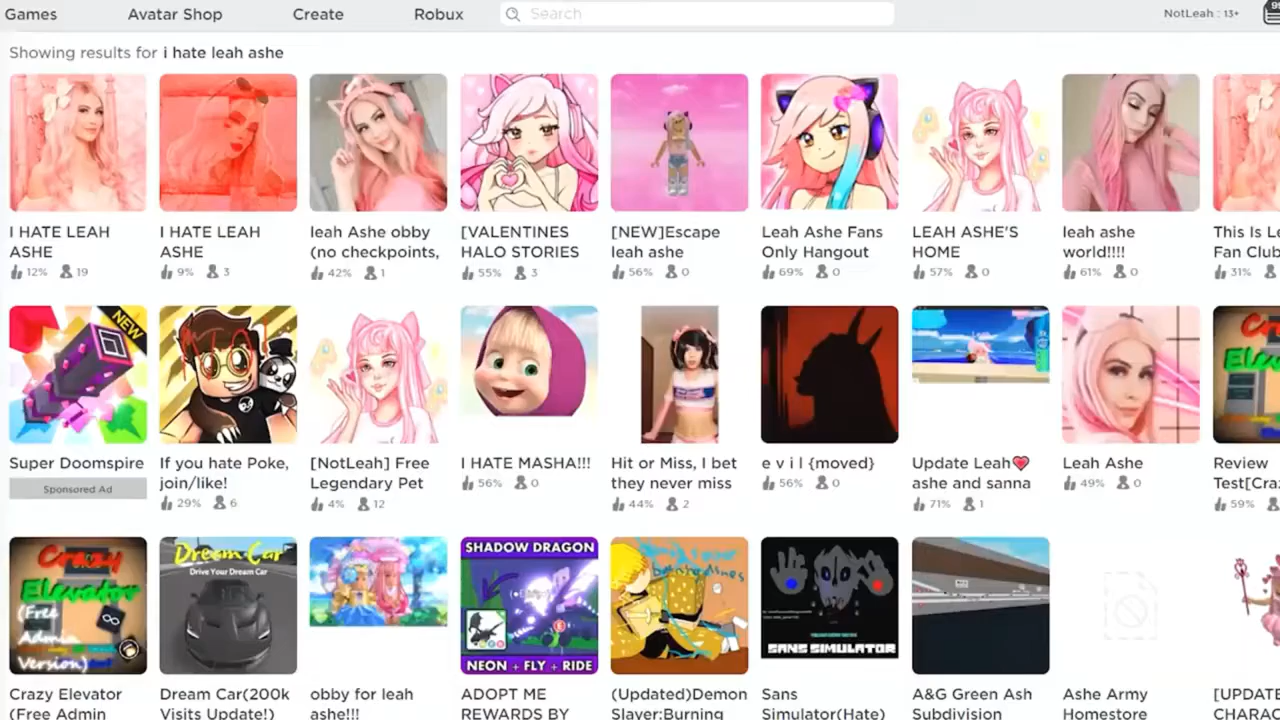 Games Avatar Shop Create Robux Search NotLeah : 13+
Showing results for i hate leah ashe
I HATE LEAH
ASHE
12% 19
I HATE LEAH
ASHE
9% 3
leah Ashe obby
(no checkpoints,
42% 1
[VALENTINES
HALO STORIES
55% 3
[NEW]Escape
leah ashe
56% 0
Leah Ashe Fans
Only Hangout
69% 0
LEAH ASHE'S
HOME
57% 0
leah ashe
world!!!!
61% 0
This Is Le
Fan Club
31%
NEW
Super Doomspire
Sponsored Ad
If you hate Poke,
join/like!
29% 6
[NotLeah] Free
Legendary Pet
4% 12
I HATE MASHA!!!
56% 0
Hit or Miss, I bet
they never miss
44% 2
e v i l {moved}
56% 0
Update Leah❤️
ashe and sanna
71% 1
Leah Ashe
49% 0
Review
Test[Craz
59%
Crazy
Elevator
(Free
Admin
Version)
Crazy Elevator
(Free Admin
Dream Car
Drive Your Dream Car
Dream Car(200k
Visits Update!)
obby for leah
ashe!!!
SHADOW DRAGON
NEON + FLY + RIDE
ADOPT ME
REWARDS BY
(Updated)Demon
Slayer:Burning
SANS SIMULATOR
Sans
Simulator(Hate)
A&G Green Ash
Subdivision
Ashe Army
Homestore
[UPDATE
CHARAC